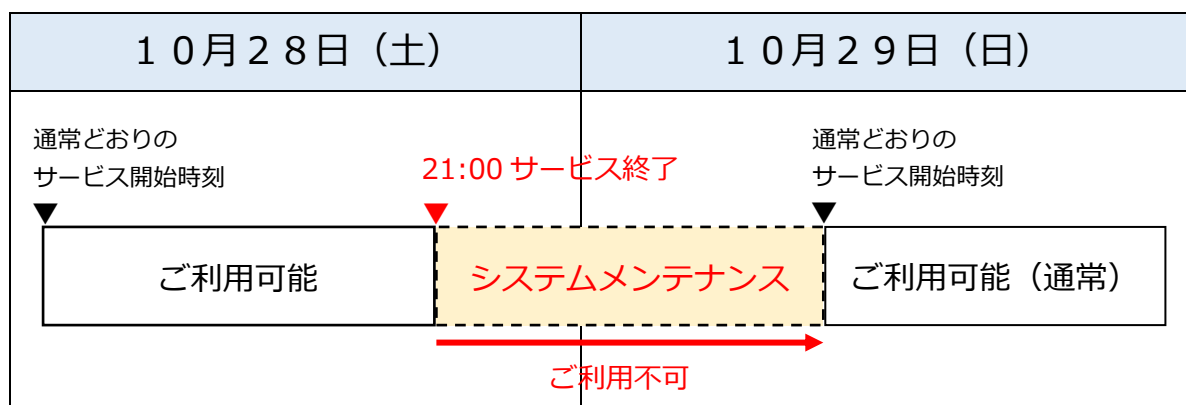 １０月２８日（土）
１０月２９日（日）
通常どおりの
サービス開始時刻
21:00 サービス終了
通常どおりの
サービス開始時刻
ご利用可能
システムメンテナンス
ご利用可能（通常）
ご利用不可